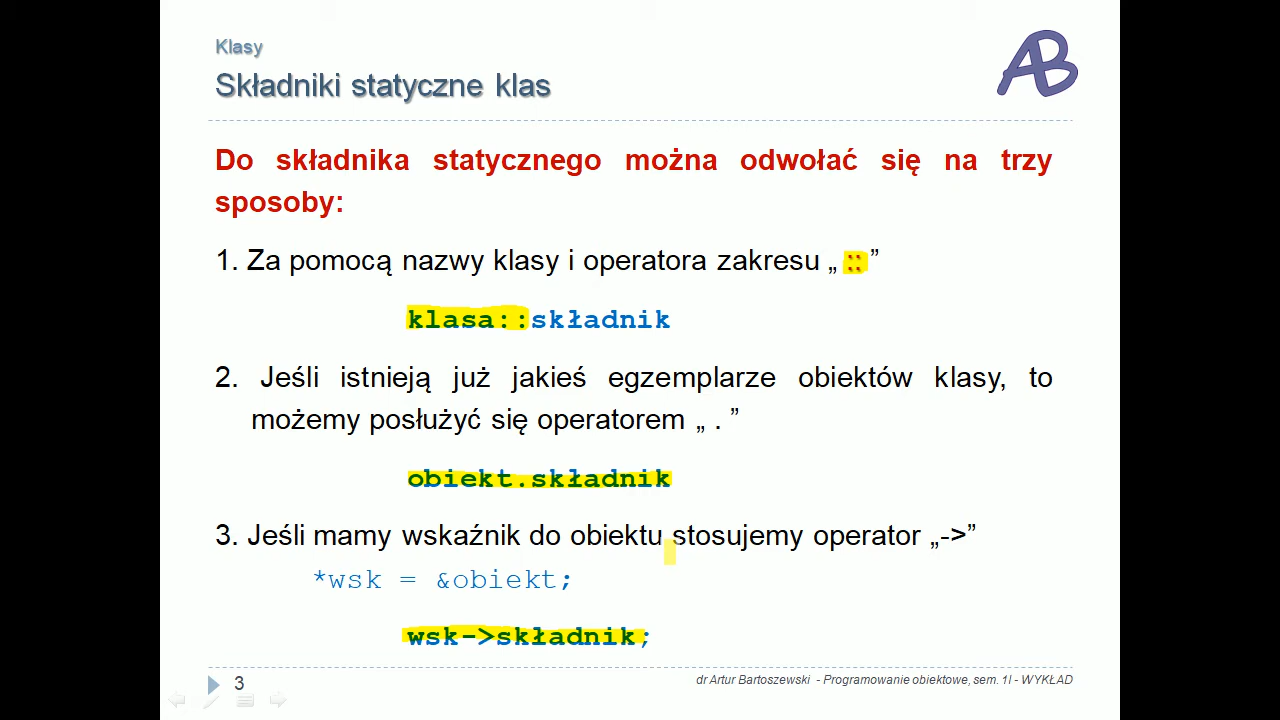 Klasy
Składniki statyczne klas
AB
Do składnika statycznego można odwołać się na trzy
sposoby:
1. Za pomocą nazwy klasy i operatora zakresu „ :: ”
klasa::składnik
2. Jeśli istnieją już jakieś egzemplarze obiektów klasy, to
możemy posłużyć się operatorem „ . ”
obiekt.składnik
3. Jeśli mamy wskaźnik do obiektu stosujemy operator „->”
*wsk = &obiekt;
wsk->składnik;
3
dr Artur Bartoszewski - Programowanie obiektowe, sem. 1I - WYKŁAD